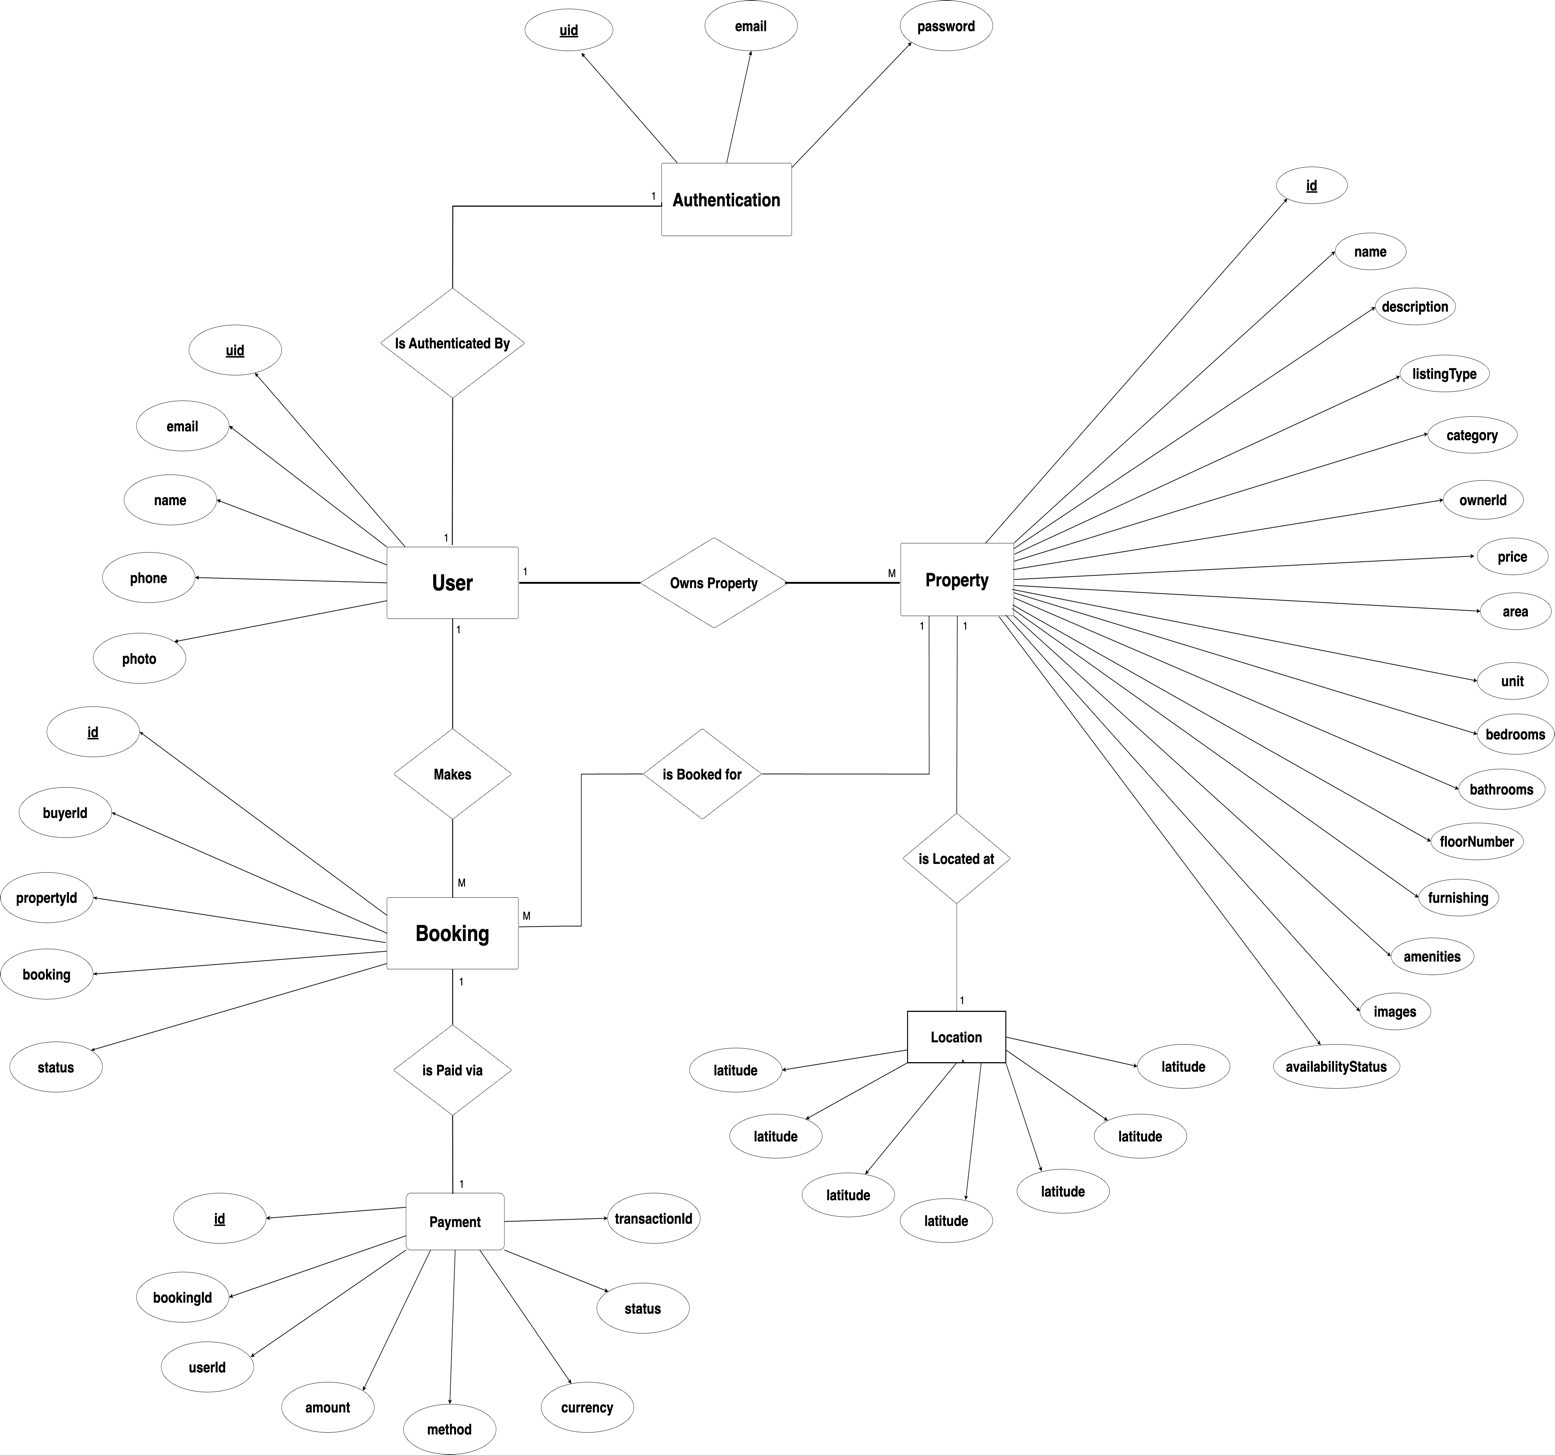 uid
email
password
Authentication
1
id
name
description
listingType
category
ownerId
price
area
unit
bedrooms
bathrooms
floorNumber
furnishing
amenities
images
availabilityStatus
Is Authenticated By
uid
email
name
phone
photo
1
User
1
Owns Property
M
Property
1
1
1
Makes
is Booked for
M
M
id
buyerId
propertyId
booking
status
Booking
1
is Located at
1
Location
latitude
latitude
latitude
latitude
latitude
latitude
latitude
is Paid via
1
Payment
id
bookingId
userId
amount
method
currency
status
transactionId